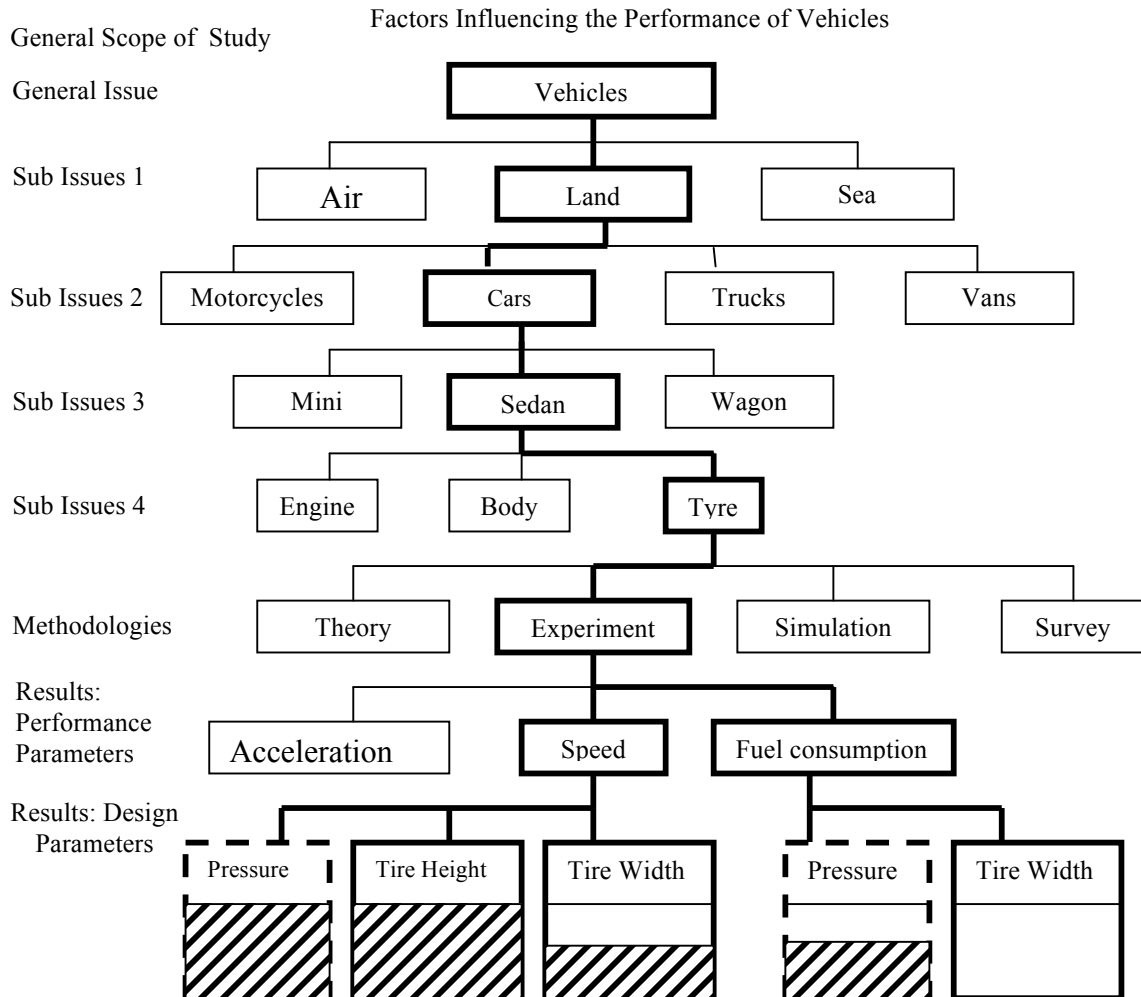 Factors Influencing the Performance of Vehicles
General Scope of Study
General Issue
Vehicles
Sub Issues 1
Air
Land
Sea
Sub Issues 2
Motorcycles
Cars
Trucks
Vans
Sub Issues 3
Mini
Sedan
Wagon
Sub Issues 4
Engine
Body
Tyre
Methodologies
Theory
Experiment
Simulation
Survey
Results:
Performance
Parameters
Acceleration
Speed
Fuel consumption
Results: Design
Parameters
Pressure
Tire Height
Tire Width
Pressure
Tire Width